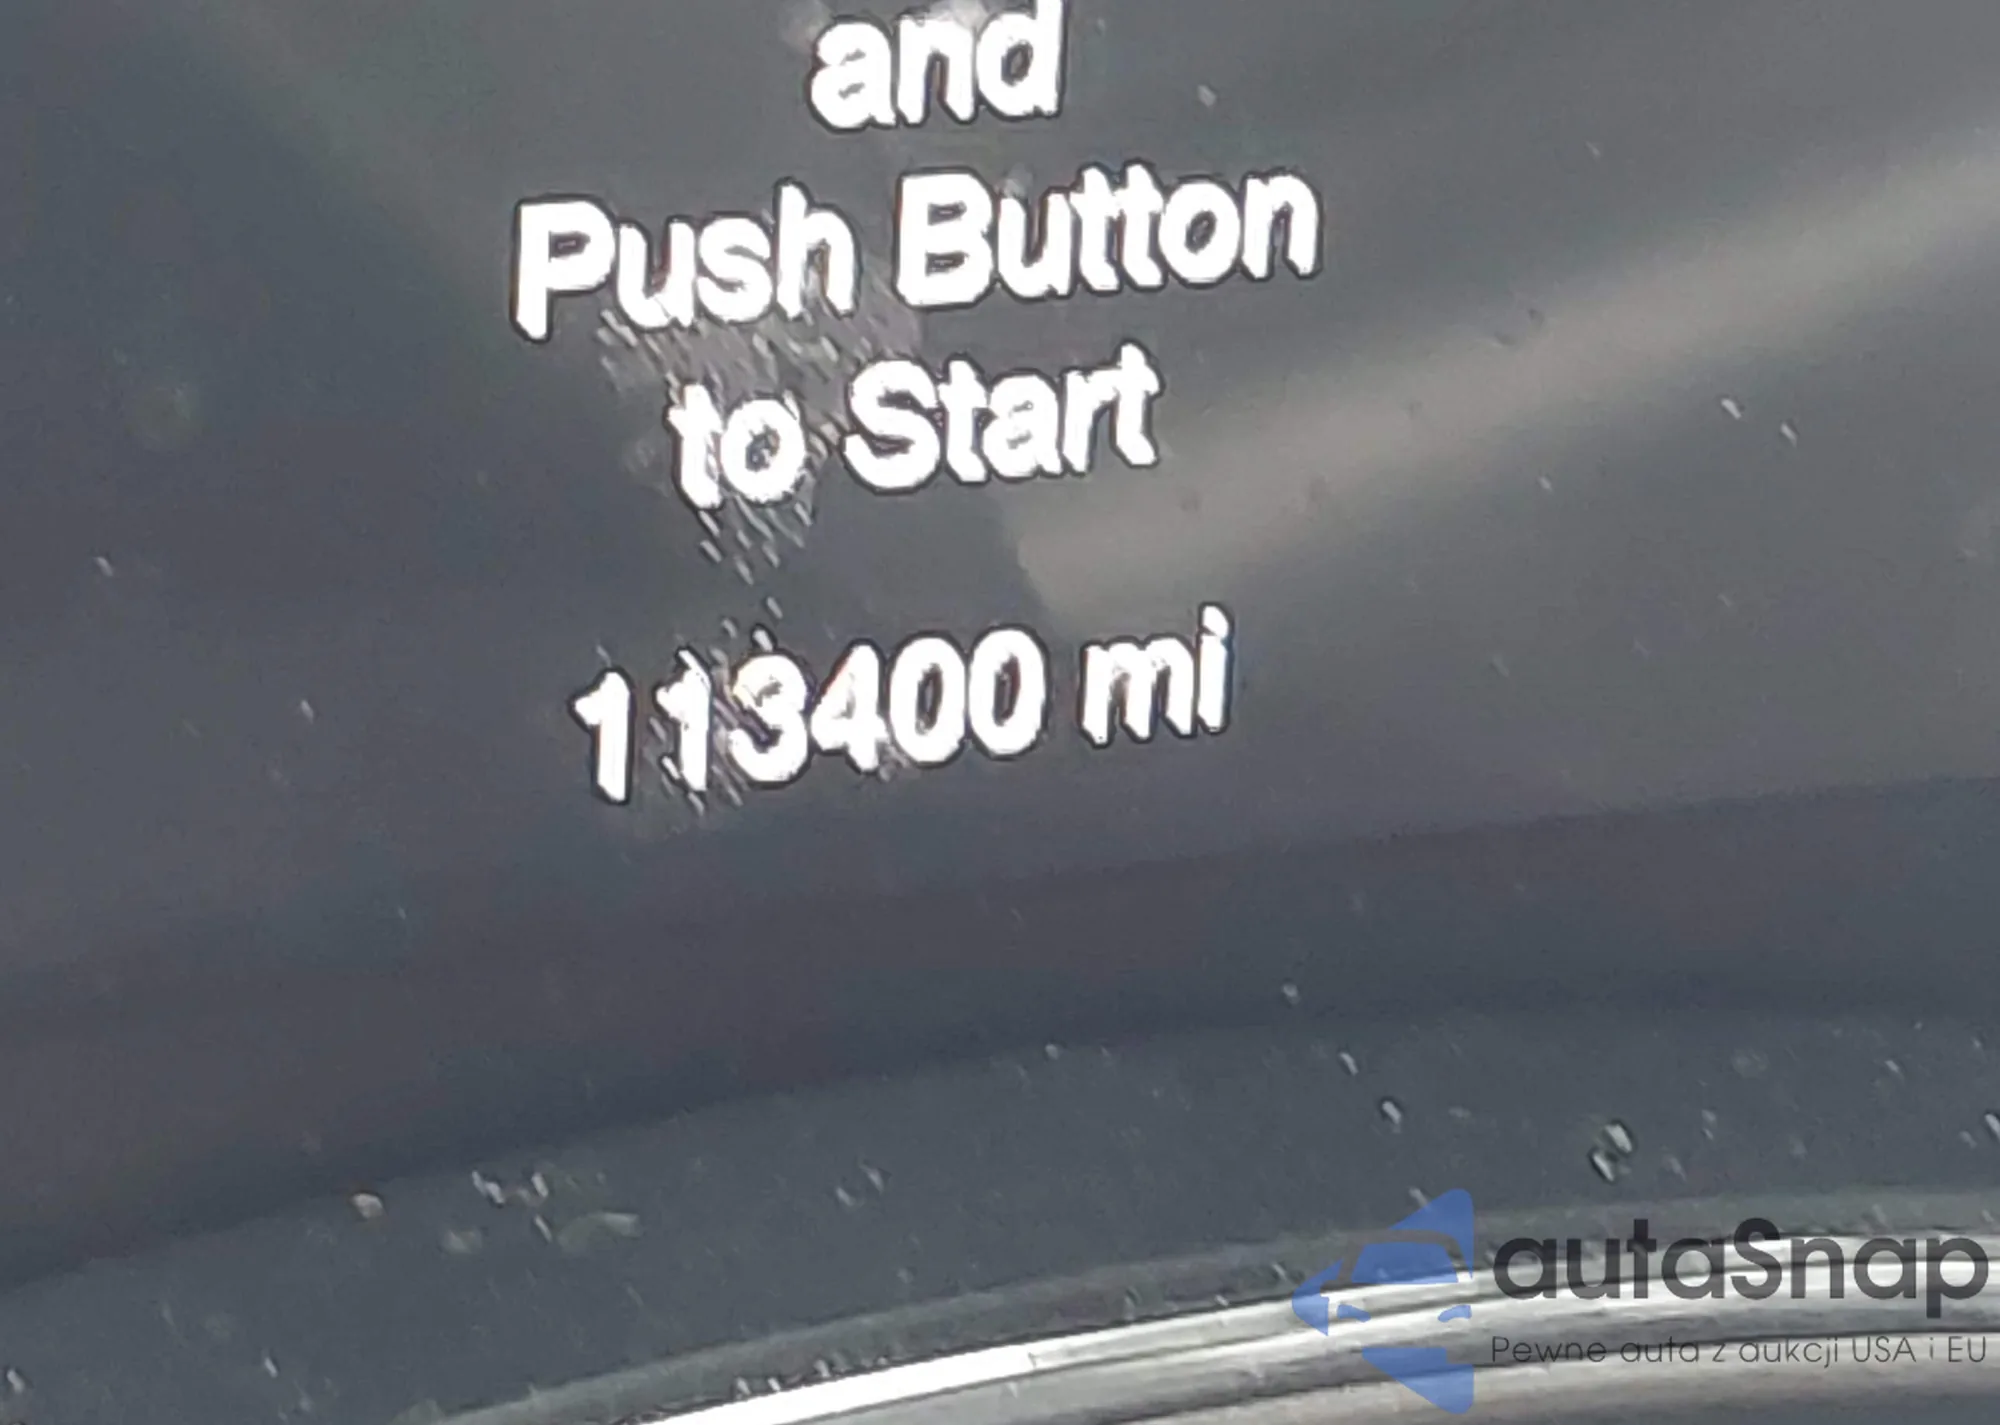 and
Push Button
to Start
113400 mi
autaSnap
Pewne auta z aukcji USA i EU